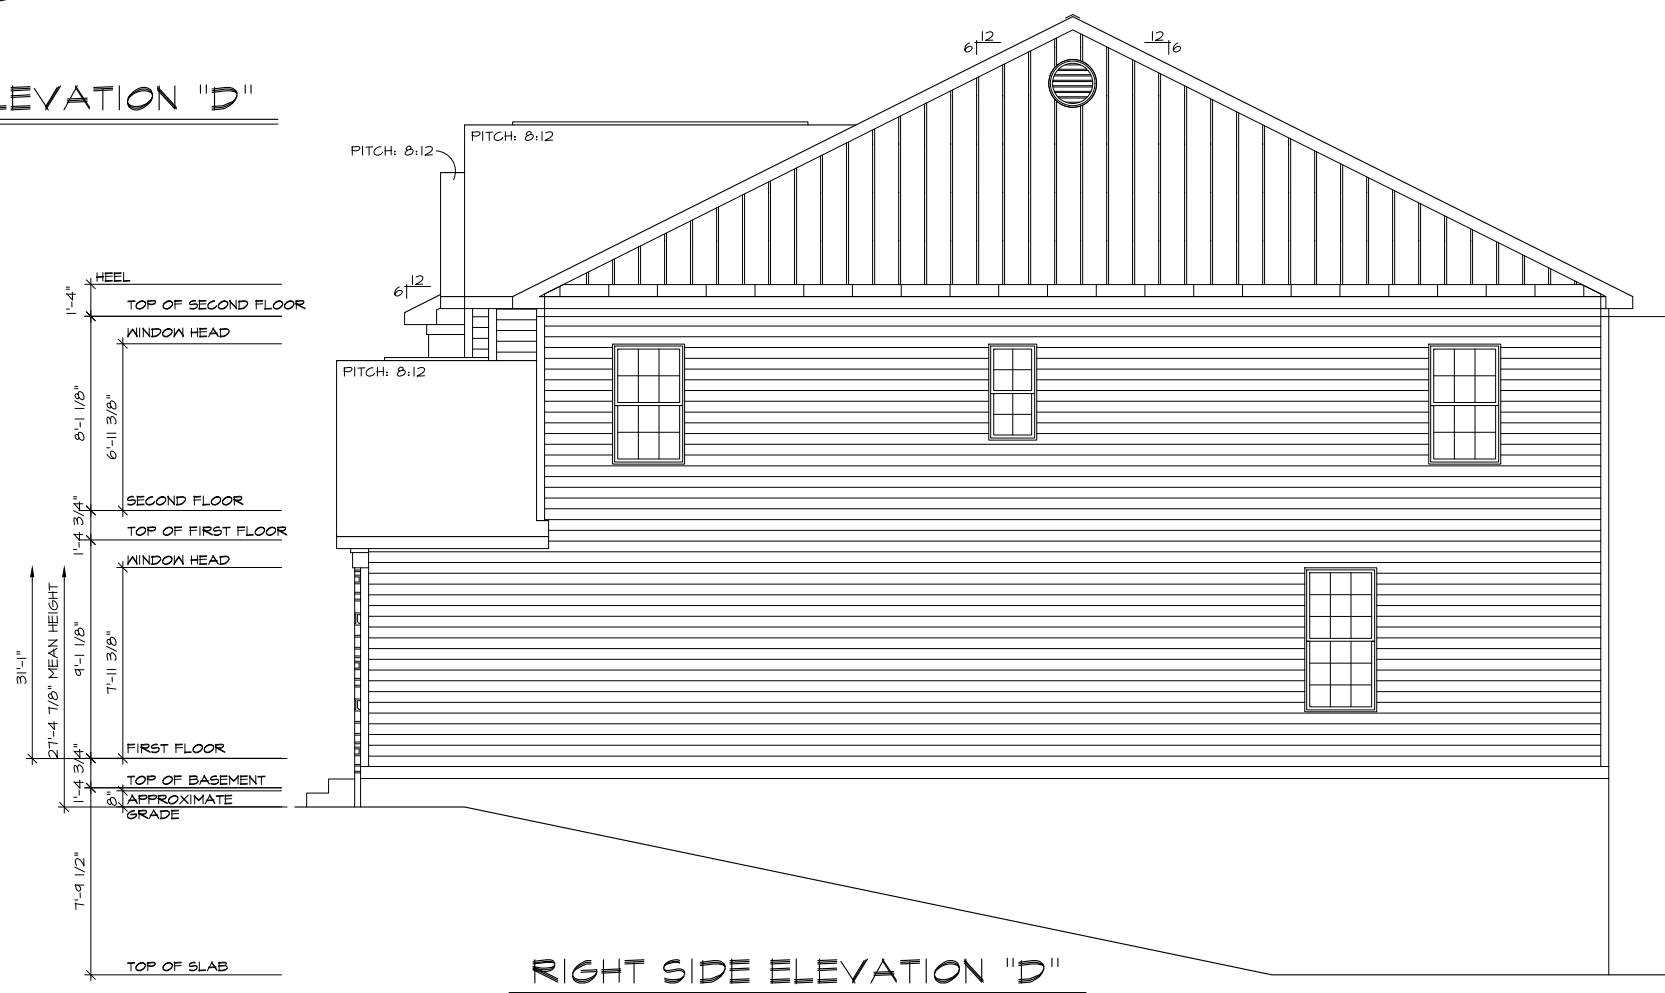 LEVATION "D"
12
6
12
6
PITCH: 8:12
PITCH: 8:12
12
6
HEEL
1'-4"
TOP OF SECOND FLOOR
WINDOW HEAD
PITCH: 8:12
8'-1 1/8"
6'-11 3/8"
SECOND FLOOR
1'-4 3/4"
TOP OF FIRST FLOOR
WINDOW HEAD
31'-1"
27'-4 7/8" MEAN HEIGHT
9'-1 1/8"
7'-11 3/8"
FIRST FLOOR
1'-4 3/4"
TOP OF BASEMENT
8"
APPROXIMATE
GRADE
7'-9 1/2"
TOP OF SLAB
RIGHT SIDE ELEVATION "D"